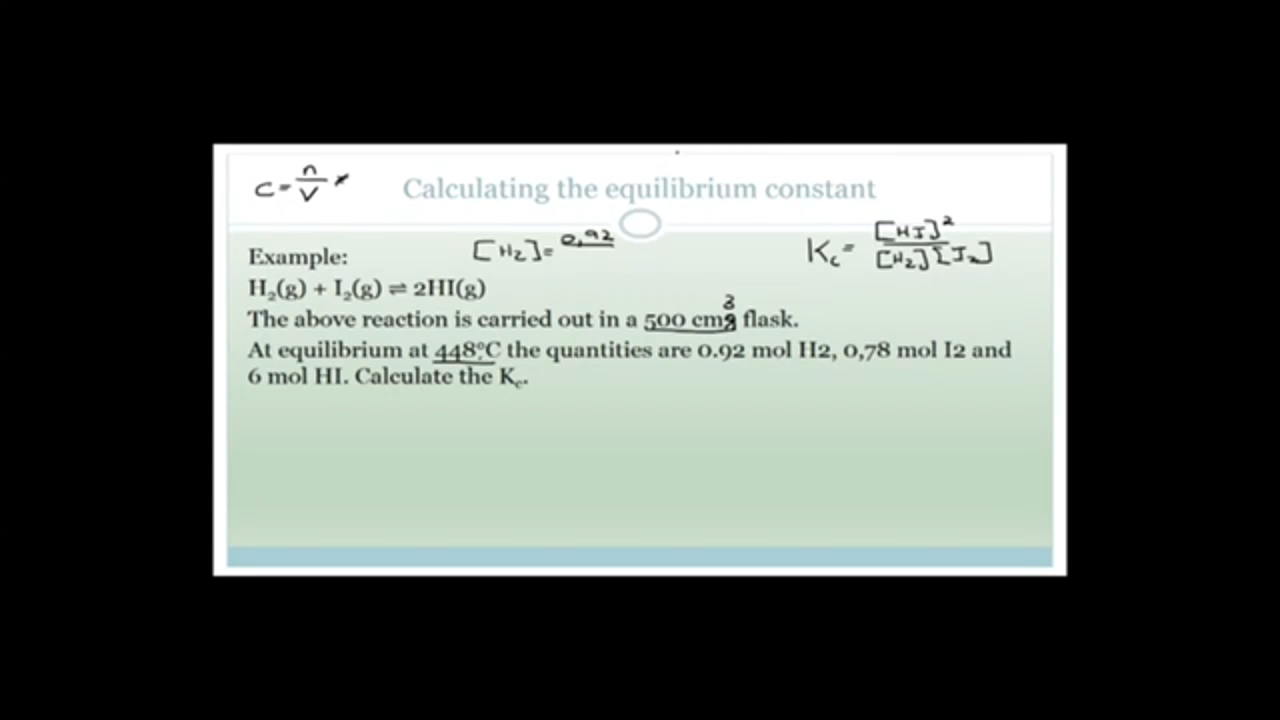 C = n/V *
Calculating the equilibrium constant
[H2] = 0,92
Kc = [HI]²/[H2][I2]
Example:
H₂(g) + I₂(g) ⇌ 2HI(g)
The above reaction is carried out in a 500 cm3 flask.
At equilibrium at 448°C the quantities are 0.92 mol H2, 0,78 mol I2 and
6 mol HI. Calculate the Kc.